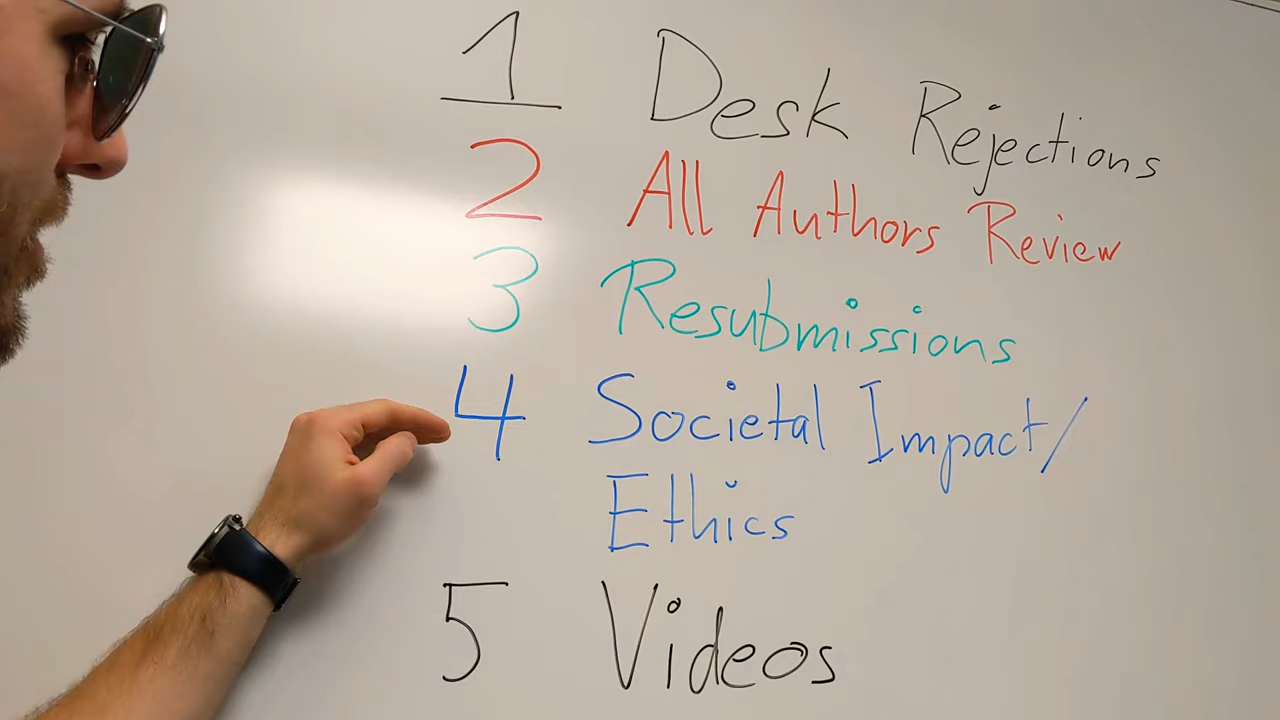 1 Desk Rejections
2 All Authors Review
3 Resubmissions
4 Societal Impact/
Ethics
5 Videos